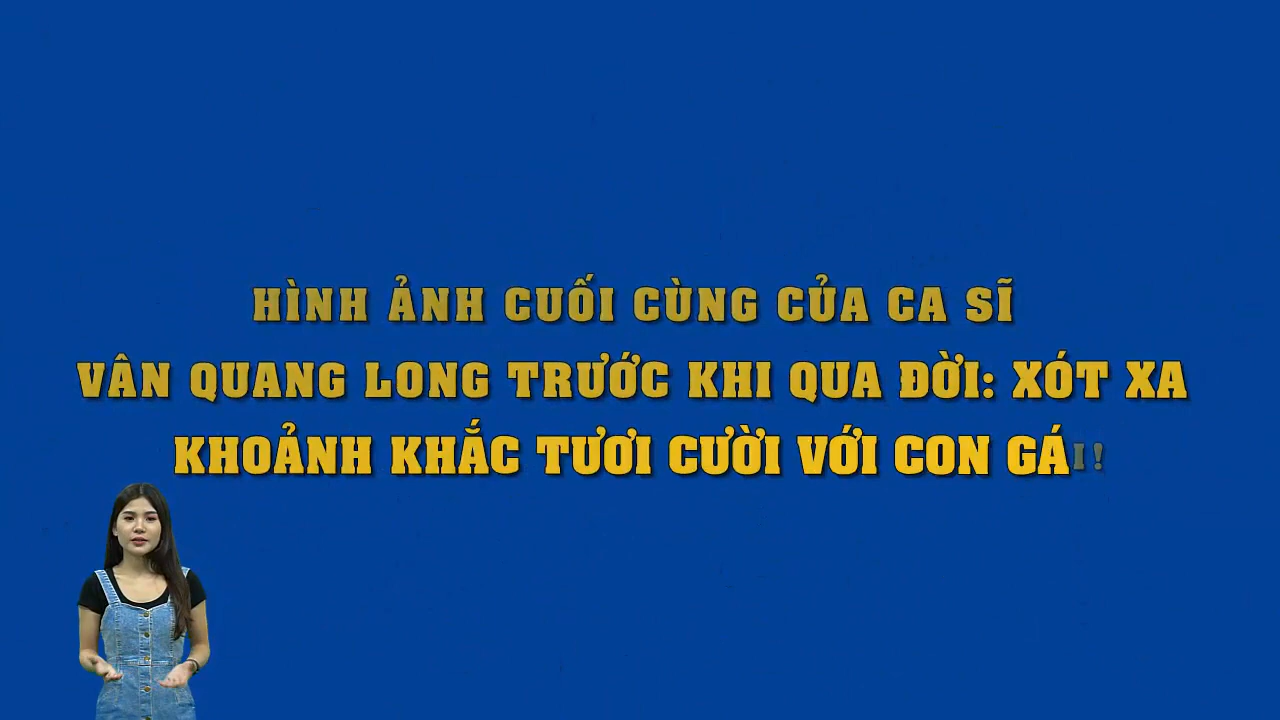 HÌNH ẢNH CUỐI CÙNG CỦA CA SĨ
VÂN QUANG LONG TRƯỚC KHI QUA ĐỜI: XÓT XA
KHOẢNH KHẮC TƯƠI CƯỜI VỚI CON GÁI!